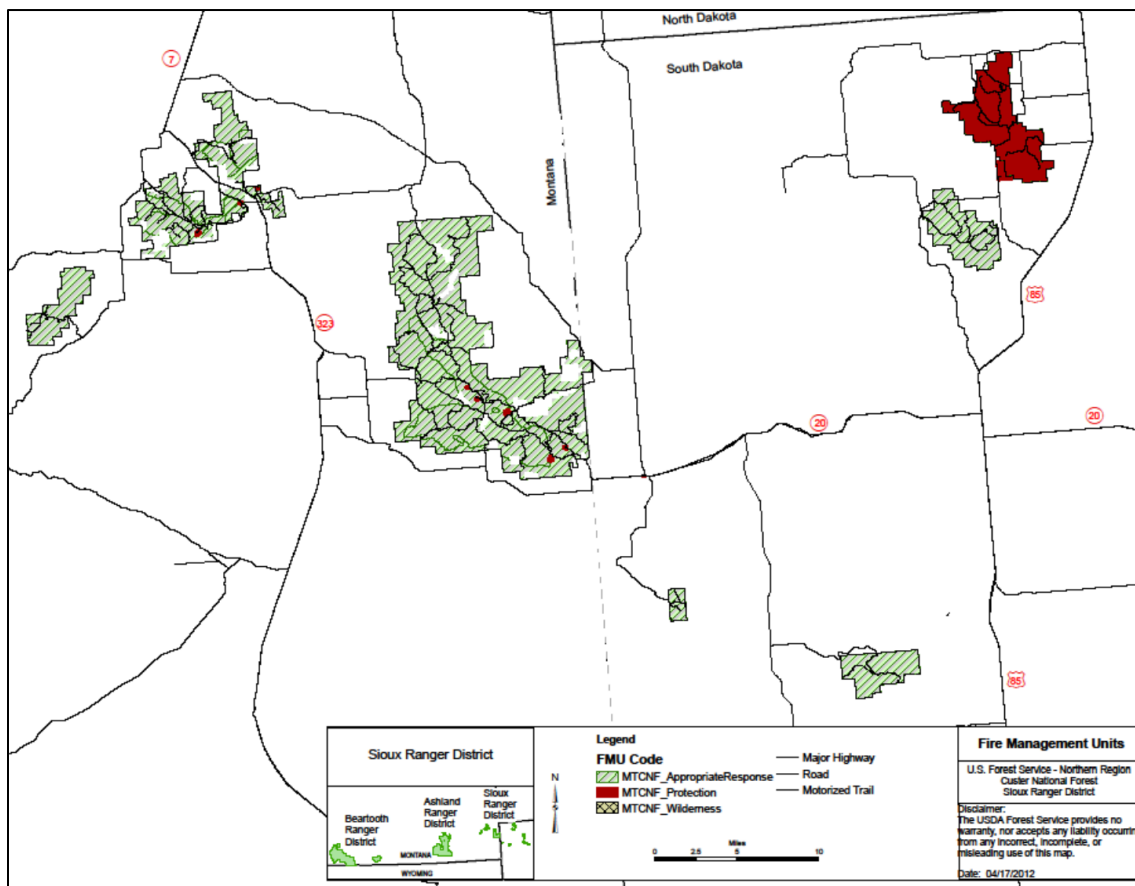 North Dakota
South Dakota
7
Montana
85
323
20
20
85
Sioux Ranger District
Beartooth
Ranger
District
Ashland
Ranger
District
Sioux
Ranger
District
MONTANA
WYOMING
N
Legend
FMU Code
MTCNF_AppropriateResponse
MTCNF_Protection
MTCNF_Wilderness
Major Highway
Road
Motorized Trail
Miles
0 2.5 5 10
Fire Management Units
U.S. Forest Service - Northern Region
Custer National Forest
Sioux Ranger District
Disclaimer:
The USDA Forest Service provides no
warranty, nor accepts any liability occurrin
from any incorrect, incomplete, or
misleading use of this map.
Date: 04/17/2012